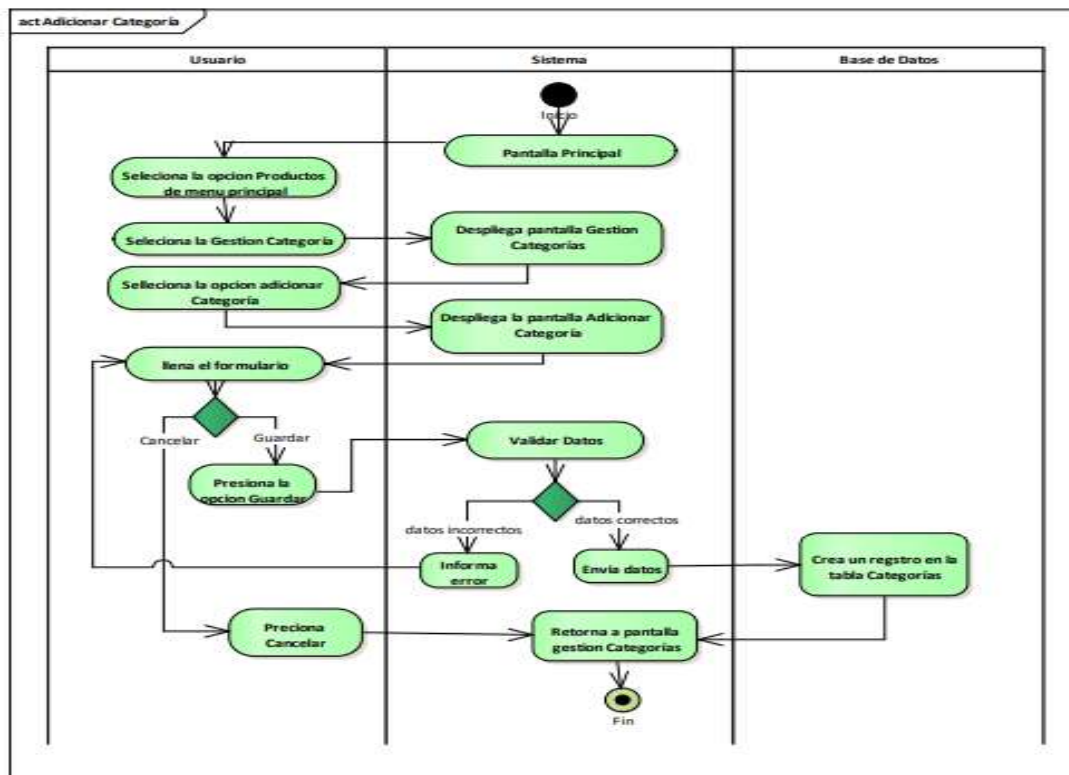 act Adicionar Categoría
Usuario
Sistema
Base de Datos
Inicio
Pantalla Principal
Seleciona la opcion Productos
de menu principal
Seleciona la Gestion Categoría
Despliega pantalla Gestion
Categorías
Selleciona la opcion adicionar
Categoría
Despliega la pantalla Adicionar
Categoría
llena el formulario
Cancelar
Guardar
Validar Datos
Presiona la
opcion Guardar
datos incorrectos
datos correctos
Informa
error
Envia datos
Crea un regstro en la
tabla Categorías
Preciona
Cancelar
Retorna a pantalla
gestion Categorías
Fin